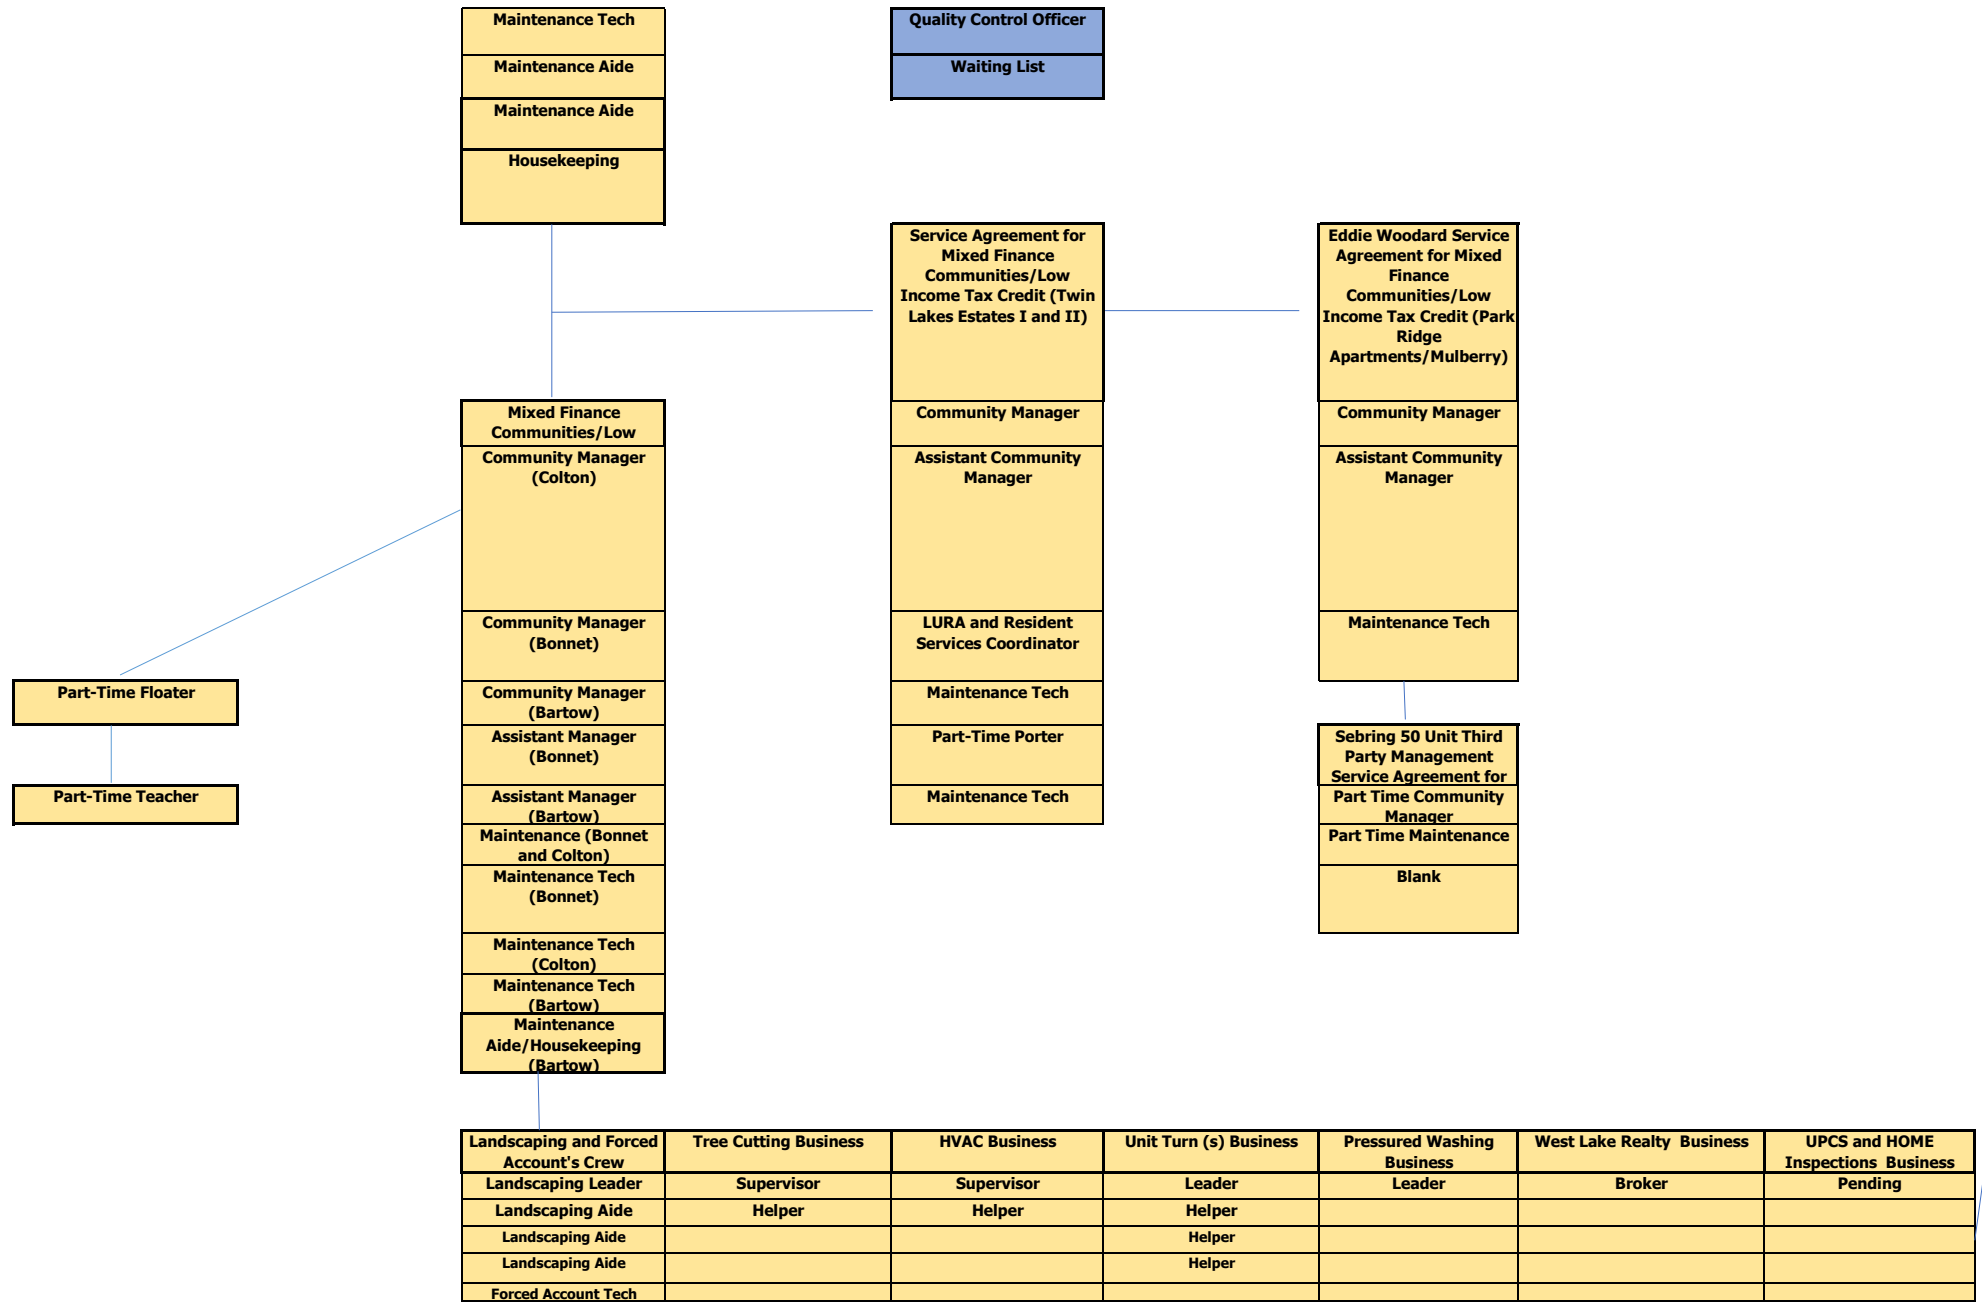 Maintenance Tech
Maintenance Aide
Maintenance Aide
Housekeeping
Quality Control Officer
Waiting List
Service Agreement for
Mixed Finance
Communities/Low
Income Tax Credit (Twin
Lakes Estates I and II)
Eddie Woodard Service
Agreement for Mixed
Finance
Communities/Low
Income Tax Credit (Park
Ridge
Apartments/Mulberry)
Mixed Finance
Communities/Low
Community Manager
(Colton)
Community Manager
(Bonnet)
Community Manager
(Bartow)
Assistant Manager
(Bonnet)
Assistant Manager
(Bartow)
Maintenance (Bonnet
and Colton)
Maintenance Tech
(Bonnet)
Maintenance Tech
(Colton)
Maintenance Tech
(Bartow)
Maintenance
Aide/Housekeeping
(Bartow)
Community Manager
Assistant Community
Manager
LURA and Resident
Services Coordinator
Maintenance Tech
Part-Time Porter
Maintenance Tech
Community Manager
Assistant Community
Manager
Maintenance Tech
Sebring 50 Unit Third
Party Management
Service Agreement for
Part Time Community
Manager
Part Time Maintenance
Blank
Part-Time Floater
Part-Time Teacher
Landscaping and Forced
Account's Crew
Tree Cutting Business
HVAC Business
Unit Turn (s) Business
Pressured Washing
Business
West Lake Realty  Business
UPCS and HOME
Inspections  Business
Landscaping Leader
Supervisor
Supervisor
Leader
Leader
Broker
Pending
Landscaping Aide
Helper
Helper
Helper
Landscaping Aide
Helper
Landscaping Aide
Helper
Forced Account Tech